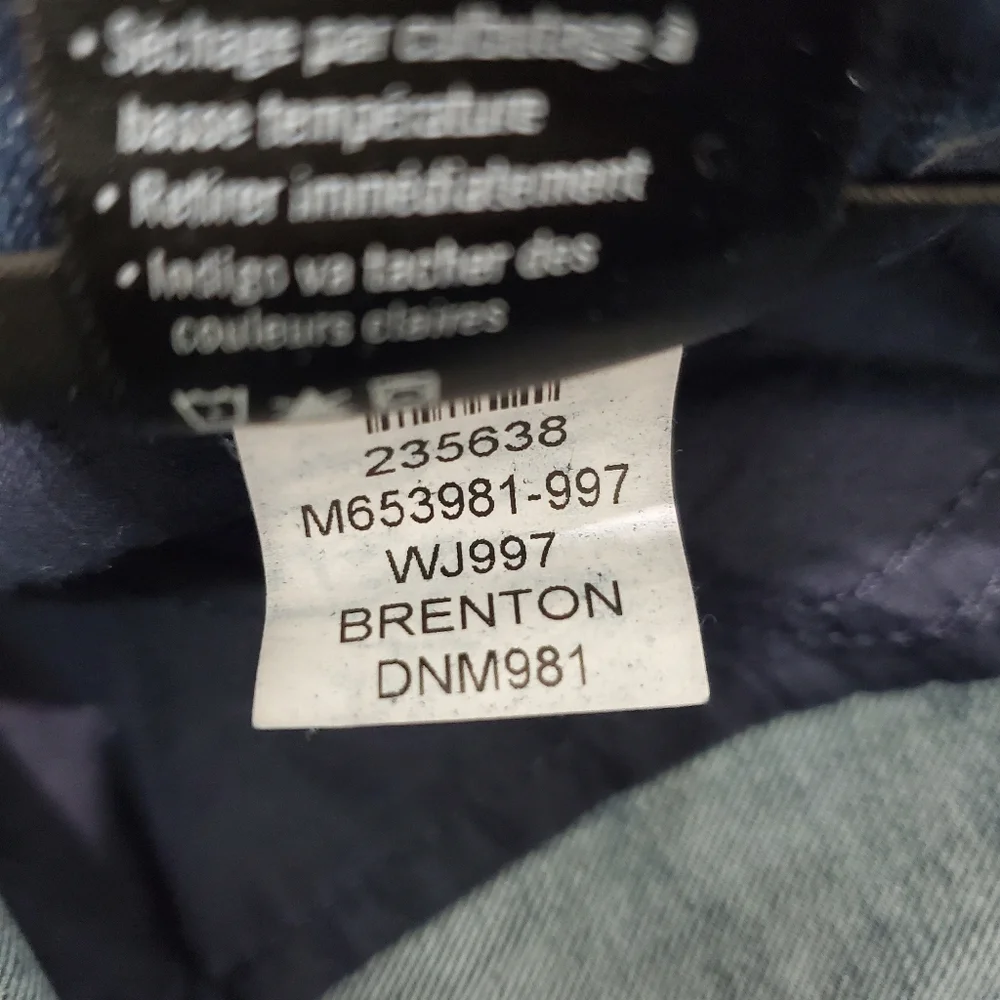 • Séchage par culbutage à
basse température
• Retirer immédiatement
• Indigo va tacher des
couleurs claires
235638
M653981-997
WJ997
BRENTON
DNM981